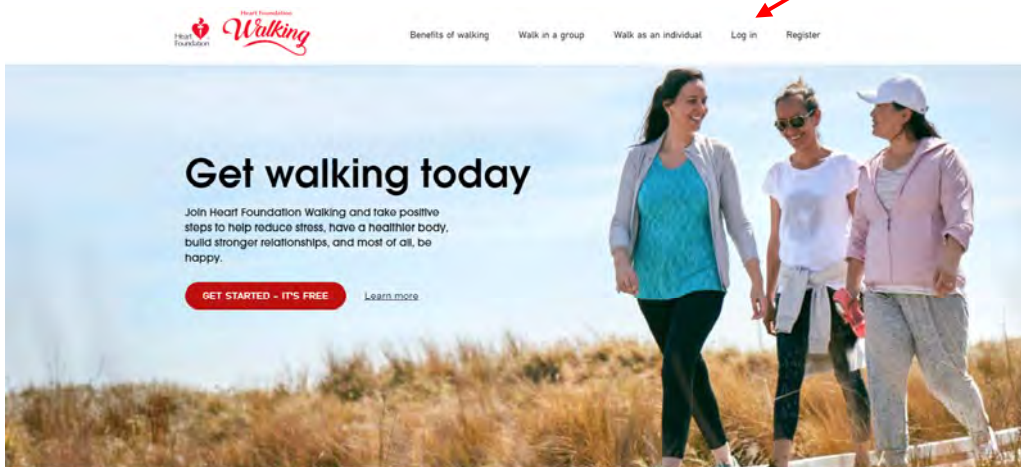 Heart Foundation
Walking
Heart
Foundation
Benefits of walking
Walk in a group
Walk as an individual
Log in
Register
Get walking today
Join Heart Foundation Walking and take positive
steps to help reduce stress, have a healthier body,
build stronger relationships, and most of all, be
happy.
GET STARTED - IT'S FREE
Learn more